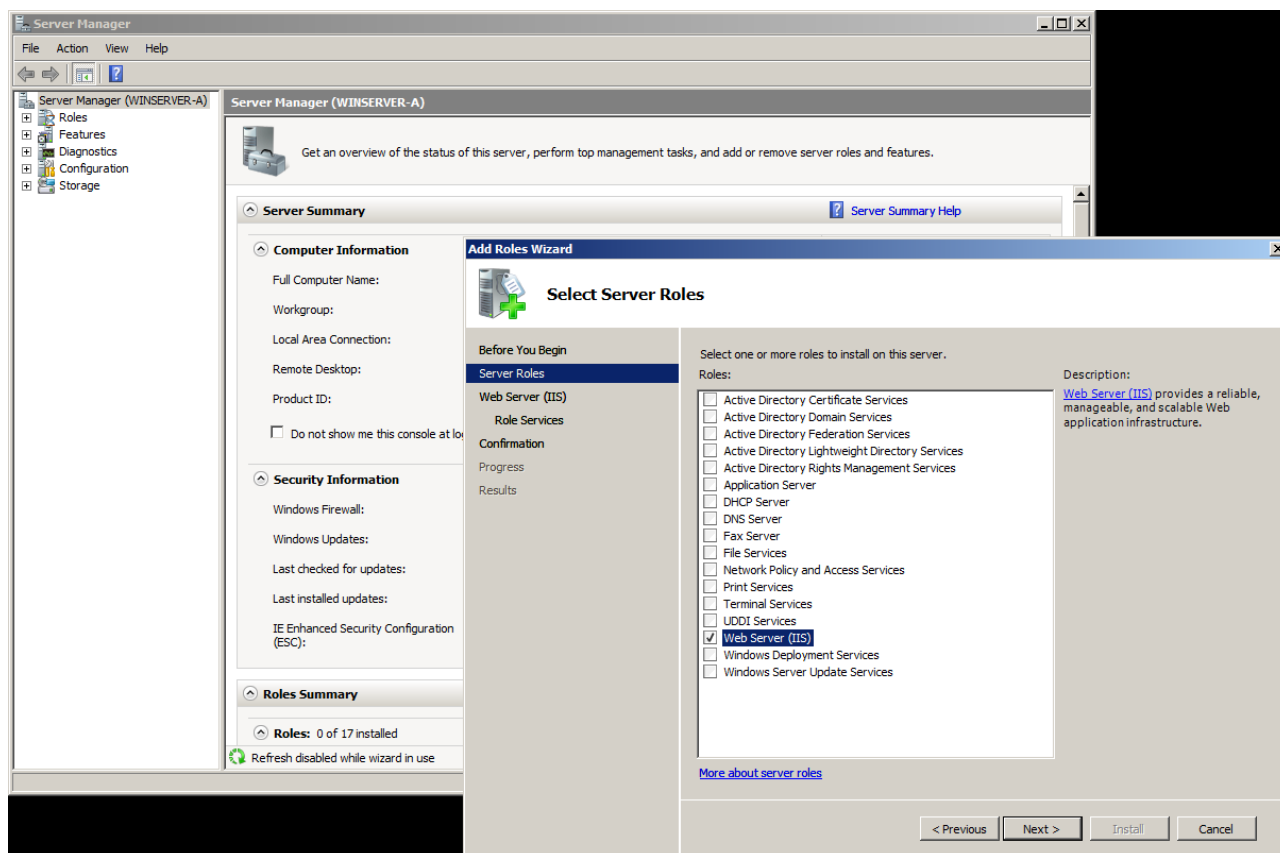 Server Manager
File Action View Help
?
Server Manager (WINSERVER-A)
Roles
Features
Diagnostics
Configuration
Storage
Server Manager (WINSERVER-A)
Get an overview of the status of this server, perform top management tasks, and add or remove server roles and features.
Server Summary
? Server Summary Help
Computer Information
Full Computer Name:
Workgroup:
Local Area Connection:
Remote Desktop:
Product ID:
Do not show me this console at lo
Security Information
Windows Firewall:
Windows Updates:
Last checked for updates:
Last installed updates:
IE Enhanced Security Configuration
(ESC):
Roles Summary
Roles: 0 of 17 installed
Refresh disabled while wizard in use
Add Roles Wizard
Select Server Roles
Before You Begin
Server Roles
Web Server (IIS)
Role Services
Confirmation
Progress
Results
Select one or more roles to install on this server.
Roles:
Active Directory Certificate Services
Active Directory Domain Services
Active Directory Federation Services
Active Directory Lightweight Directory Services
Active Directory Rights Management Services
Application Server
DHCP Server
DNS Server
Fax Server
File Services
Network Policy and Access Services
Print Services
Terminal Services
UDDI Services
Web Server (IIS)
Windows Deployment Services
Windows Server Update Services
More about server roles
Description:
Web Server (IIS) provides a reliable,
manageable, and scalable Web
application infrastructure.
< Previous Next > Install Cancel